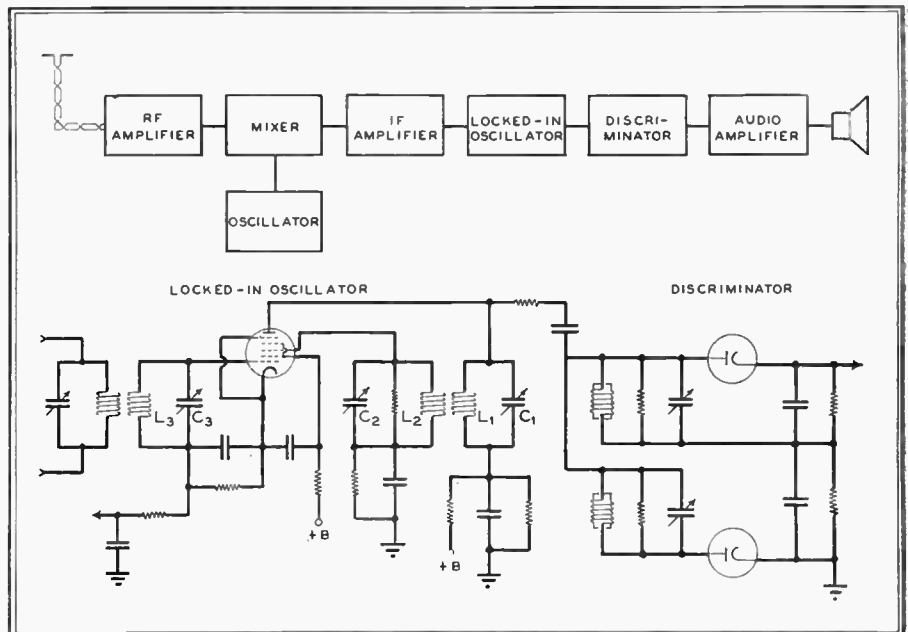 RF
AMPLIFIER
MIXER
IF
AMPLIFIER
LOCKED-IN
OSCILLATOR
DISCRI-
MINATOR
AUDIO
AMPLIFIER
OSCILLATOR
LOCKED-IN OSCILLATOR
DISCRIMINATOR
L3
C3
C2
L2
L1
C1
+B
+B